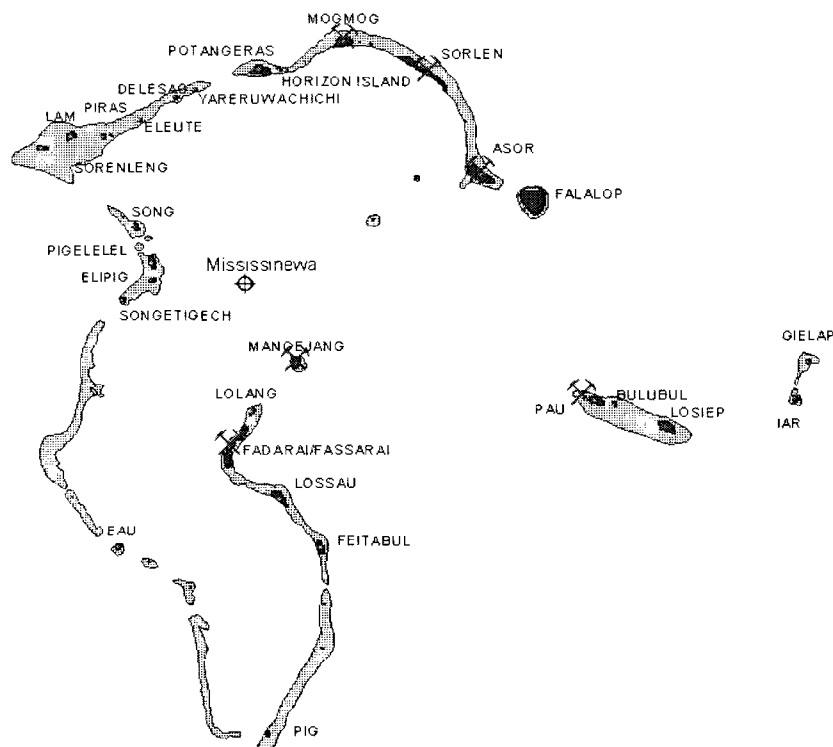 MOGMOG
POTANGERAS
SORLEN
HORIZON ISLAND
DELESAO
YARERUWACHICHI
PIRAS
LAM
ELEUTE
ASOR
SORENLENG
FALALOP
SONG
PIGELELEL
Mississinewa
ELIPIG
SONGETIGECH
MANGEJANG
GIELAP
LOLANG
BULUBUL
PAU
LOSIEP
IAR
FADARAI/FASSARAI
LOSSAU
EAU
FEITABUL
PIG